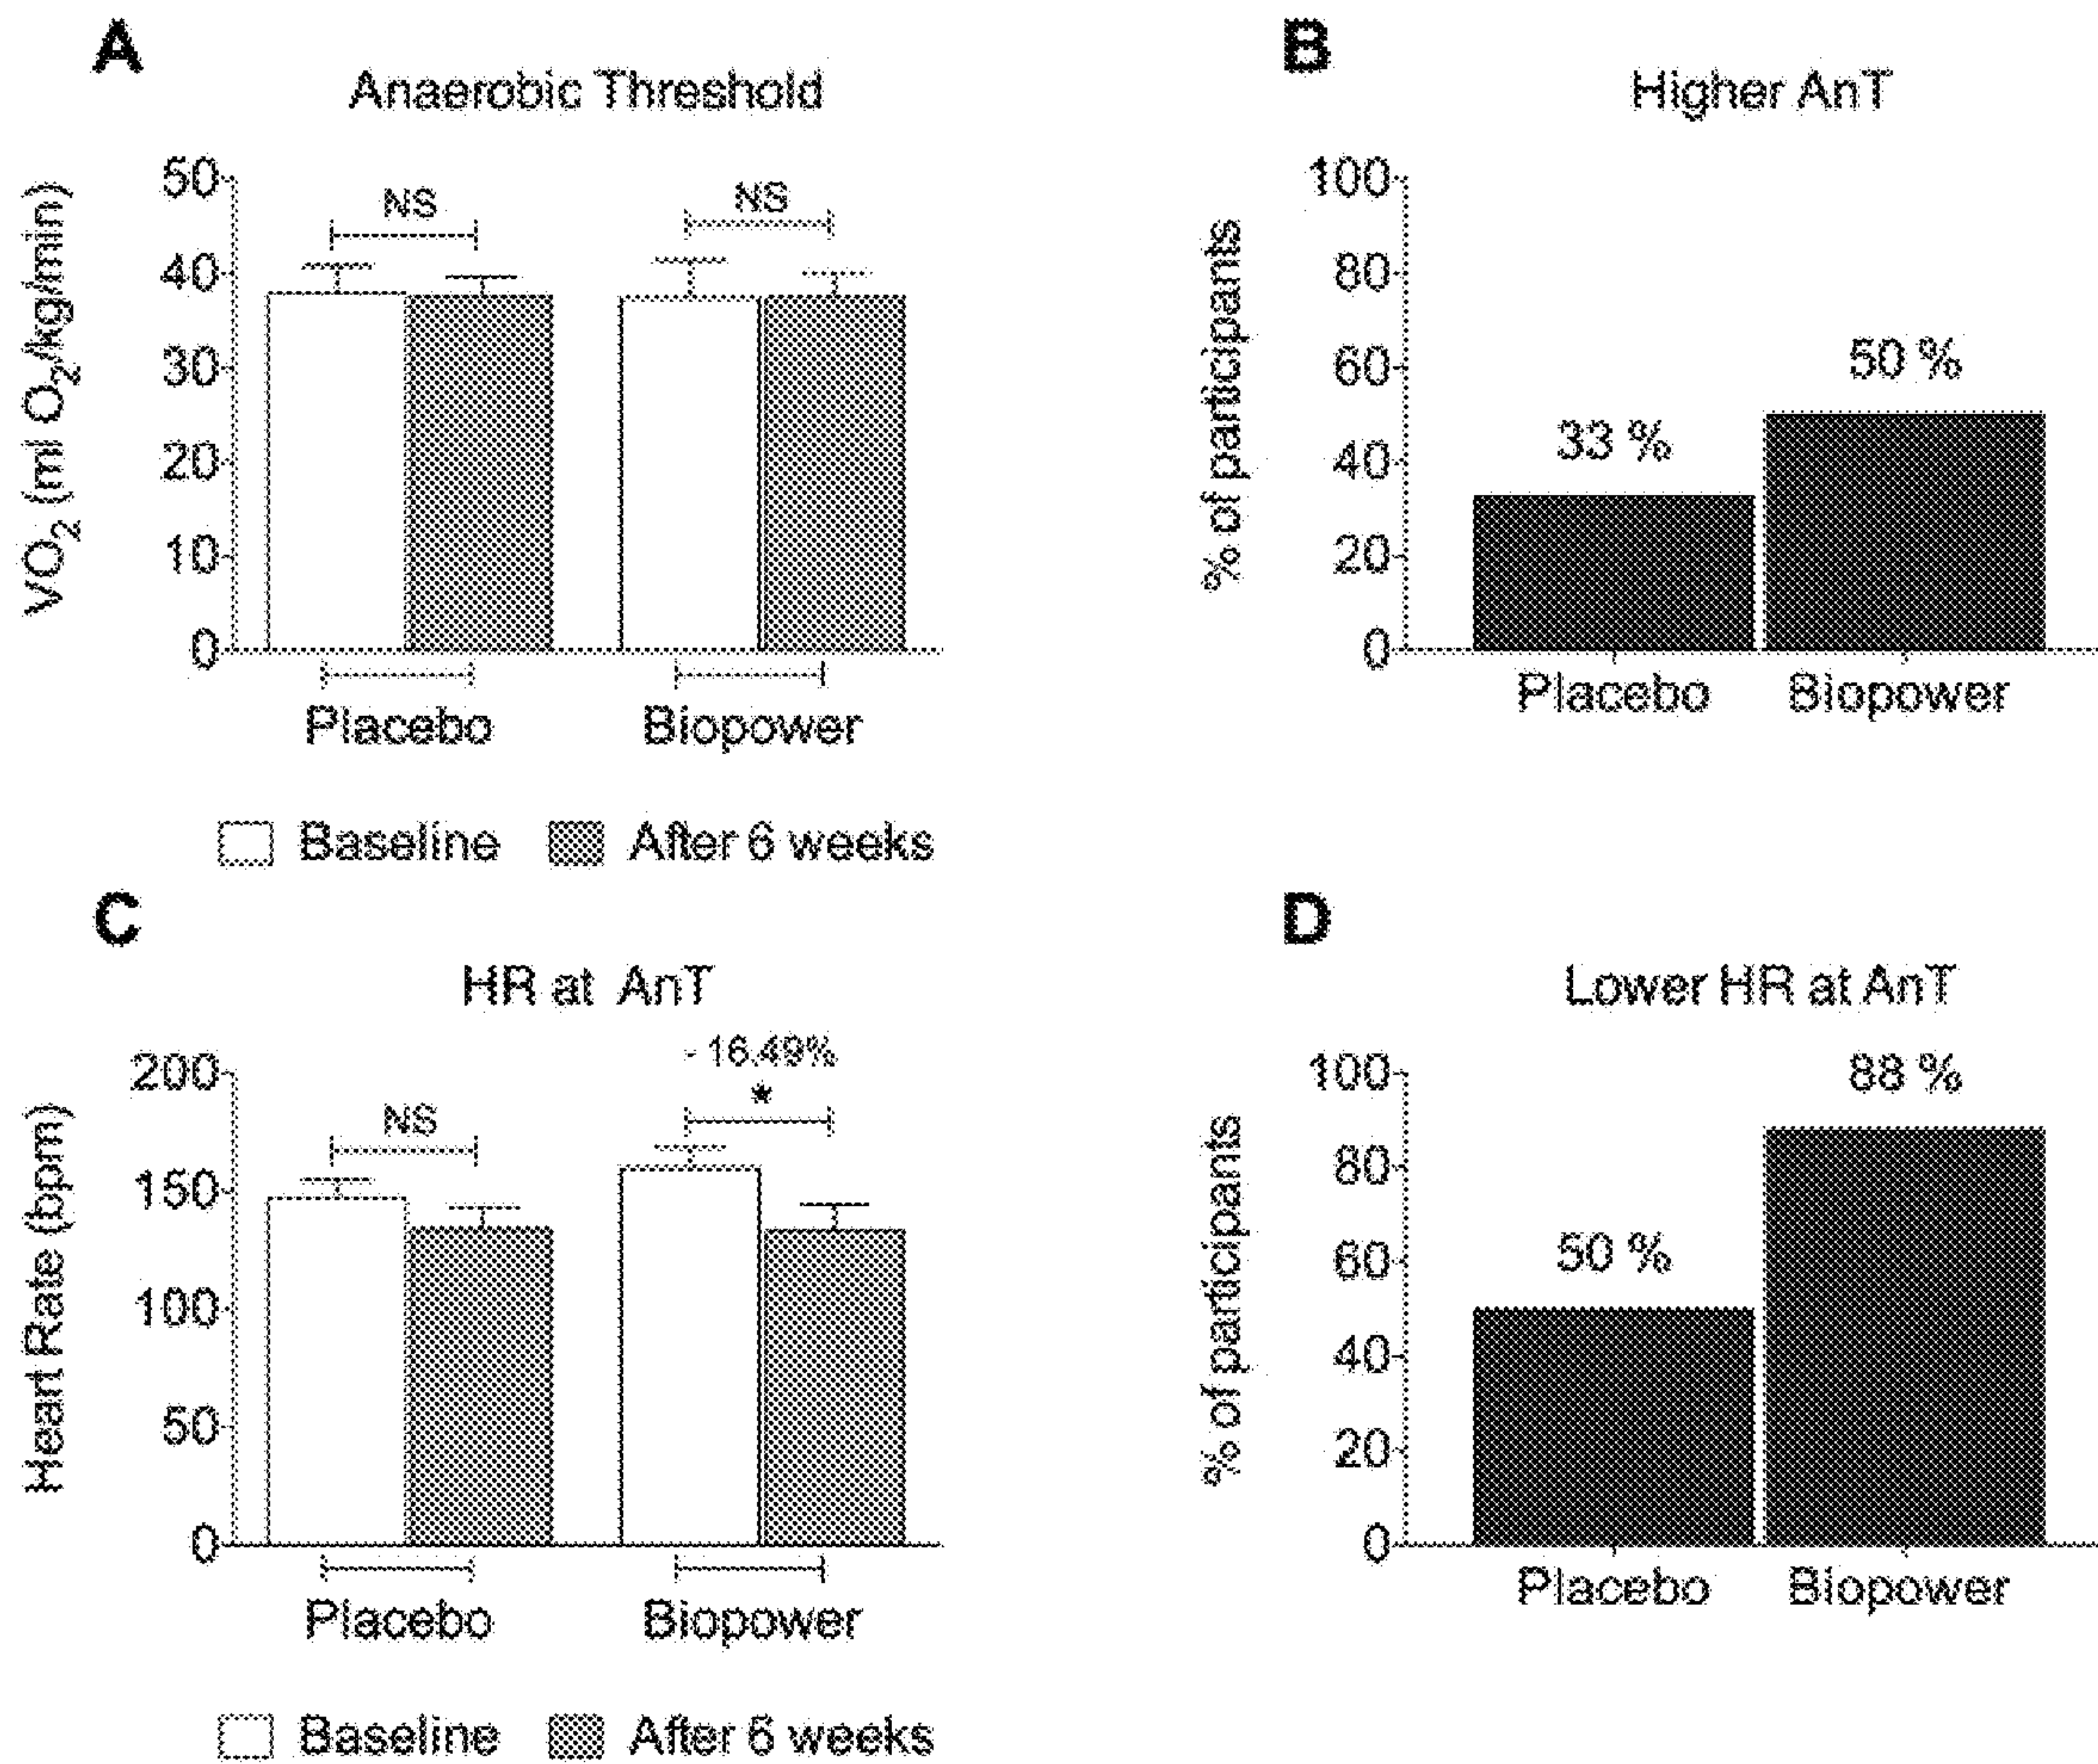 A
Anaerobic Threshold
VO2 (ml O2/kg/min)
50
40
30
20
10
0
NS
NS
Placebo
Biopower
Baseline
After 6 weeks
B
Higher AnT
% of participants
100
80
60
40
20
0
33 %
50 %
Placebo
Biopower
C
HR at AnT
Heart Rate (bpm)
200
150
100
50
0
NS
- 16.49%
*
Placebo
Biopower
Baseline
After 6 weeks
D
Lower HR at AnT
% of participants
100
80
60
40
20
0
50 %
88 %
Placebo
Biopower